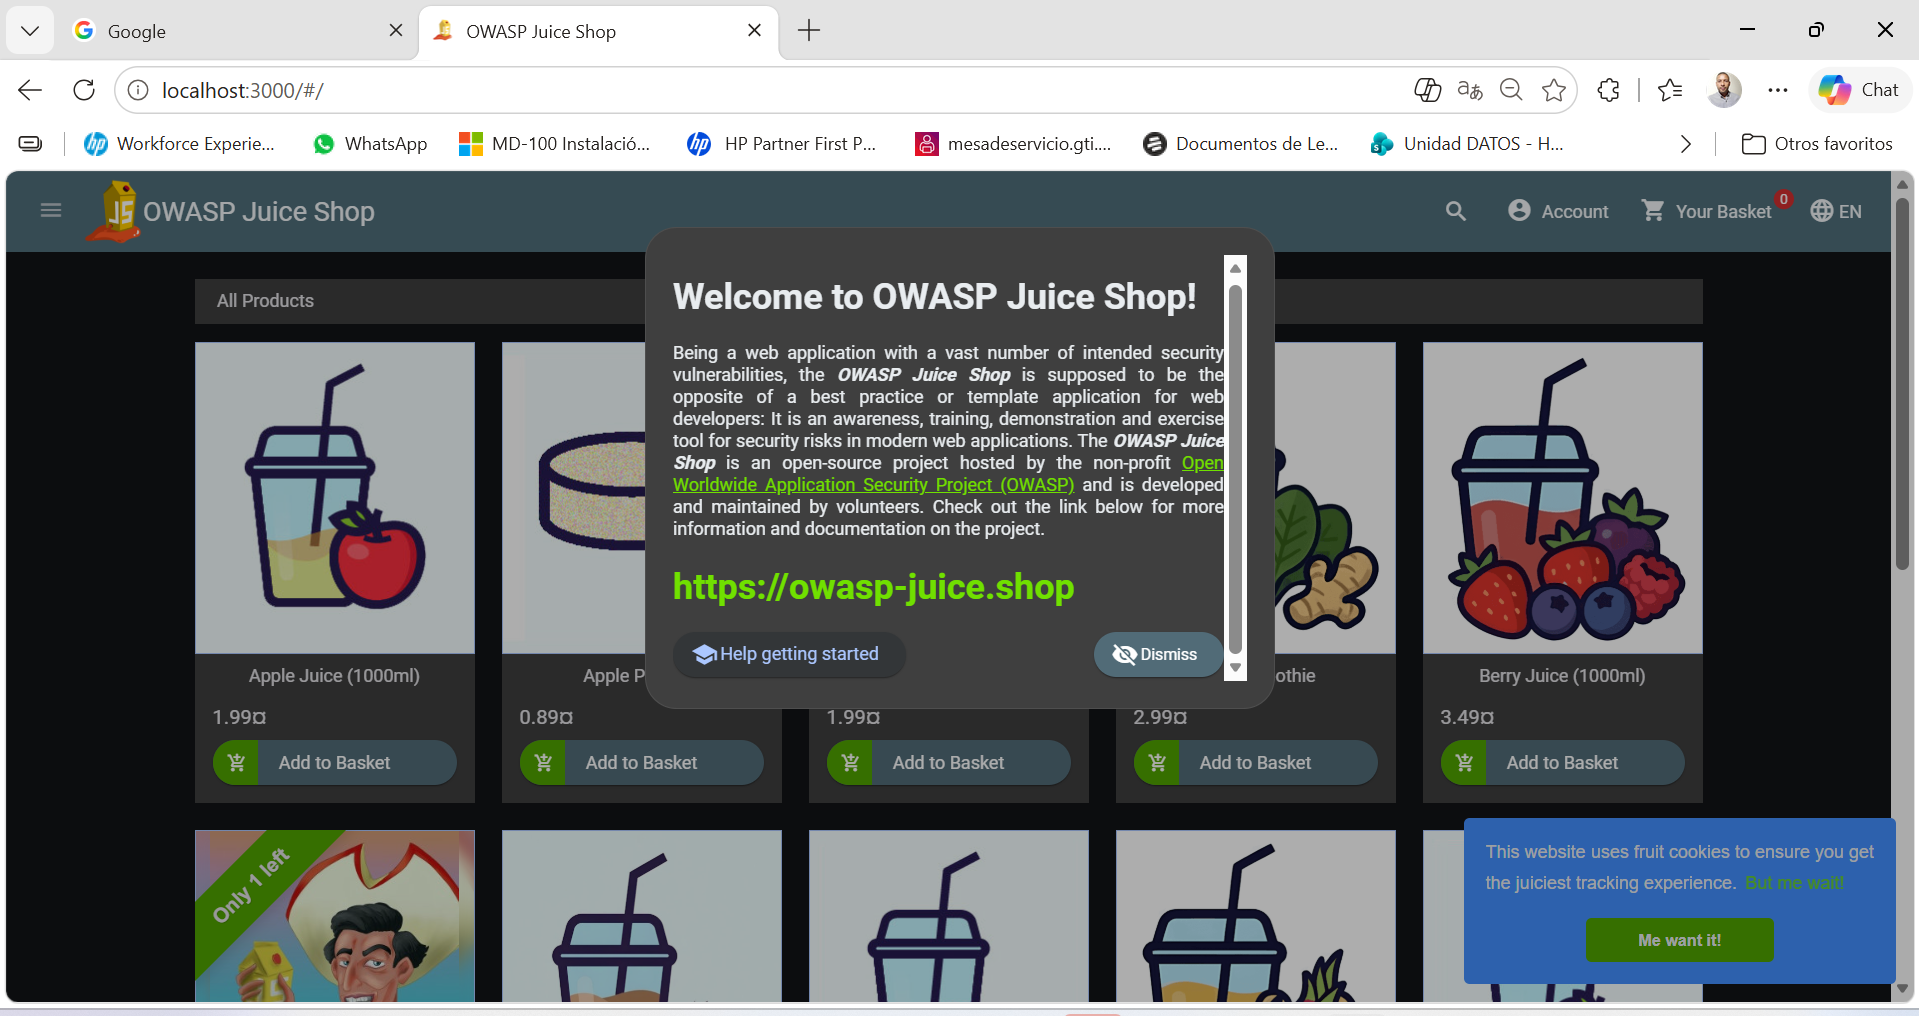 Google
OWASP Juice Shop
localhost:3000/#/
Chat
Workforce Experie...
WhatsApp
MD-100 Instalació...
HP Partner First P...
mesadeservicio.gti....
Documentos de Le...
Unidad DATOS - H...
Otros favoritos
OWASP Juice Shop
Account
Your Basket
0
EN
All Products
Welcome to OWASP Juice Shop!
Being a web application with a vast number of intended security
vulnerabilities, the OWASP Juice Shop is supposed to be the
opposite of a best practice or template application for web
developers: It is an awareness, training, demonstration and exercise
tool for security risks in modern web applications. The OWASP Juice
Shop is an open-source project hosted by the non-profit Open
Worldwide Application Security Project (OWASP) and is developed
and maintained by volunteers. Check out the link below for more
information and documentation on the project.
https://owasp-juice.shop
Help getting started
Dismiss
Apple Juice (1000ml)
Apple P
othie
Berry Juice (1000ml)
1.99¤
0.89¤
1.99¤
2.99¤
3.49¤
Add to Basket
Add to Basket
Add to Basket
Add to Basket
Add to Basket
Only 1 left
This website uses fruit cookies to ensure you get
the juiciest tracking experience. But me wait!
Me want it!